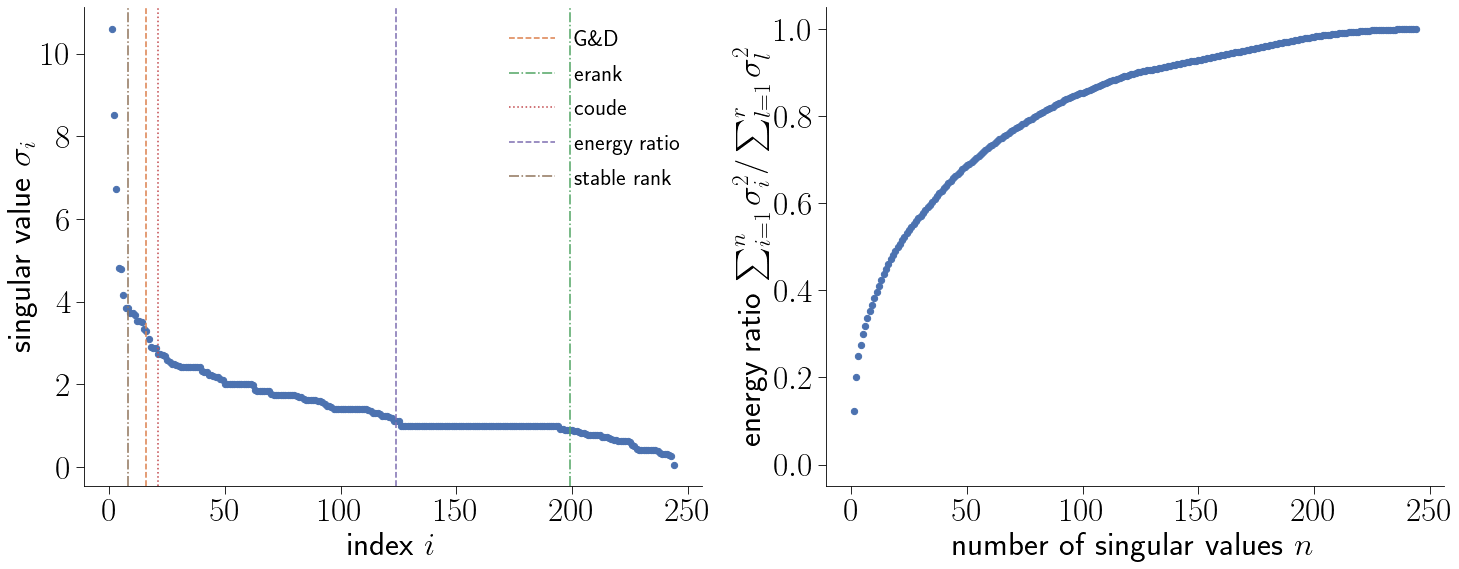 10
8
6
4
2
0
singular value σ_i
0 50 100 150 200 250
index i
G&D
erank
coude
energy ratio
stable rank
1.0
0.8
0.6
0.4
0.2
0.0
energy ratio ∑_{i=1}^{n} σ_i^2 / ∑_{l=1}^{r} σ_l^2
0 50 100 150 200 250
number of singular values n